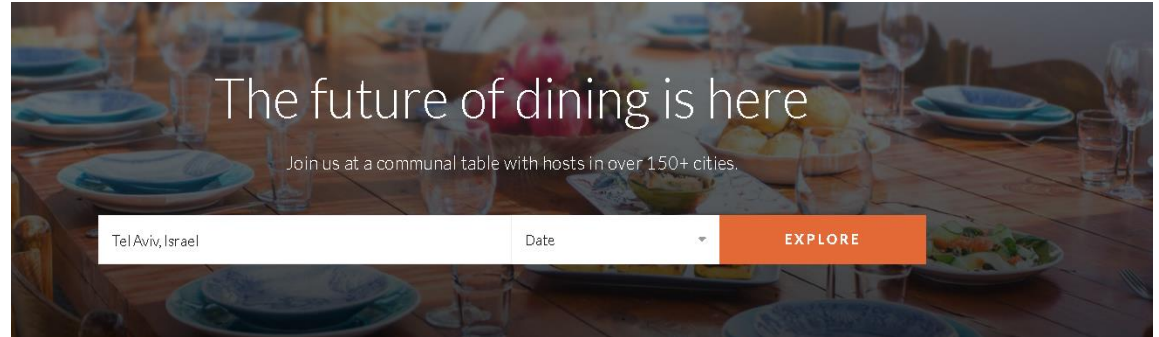 The future of dining is here
Join us at a communal table with hosts in over 150+ cities.
Tel Aviv, Israel
Date
EXPLORE